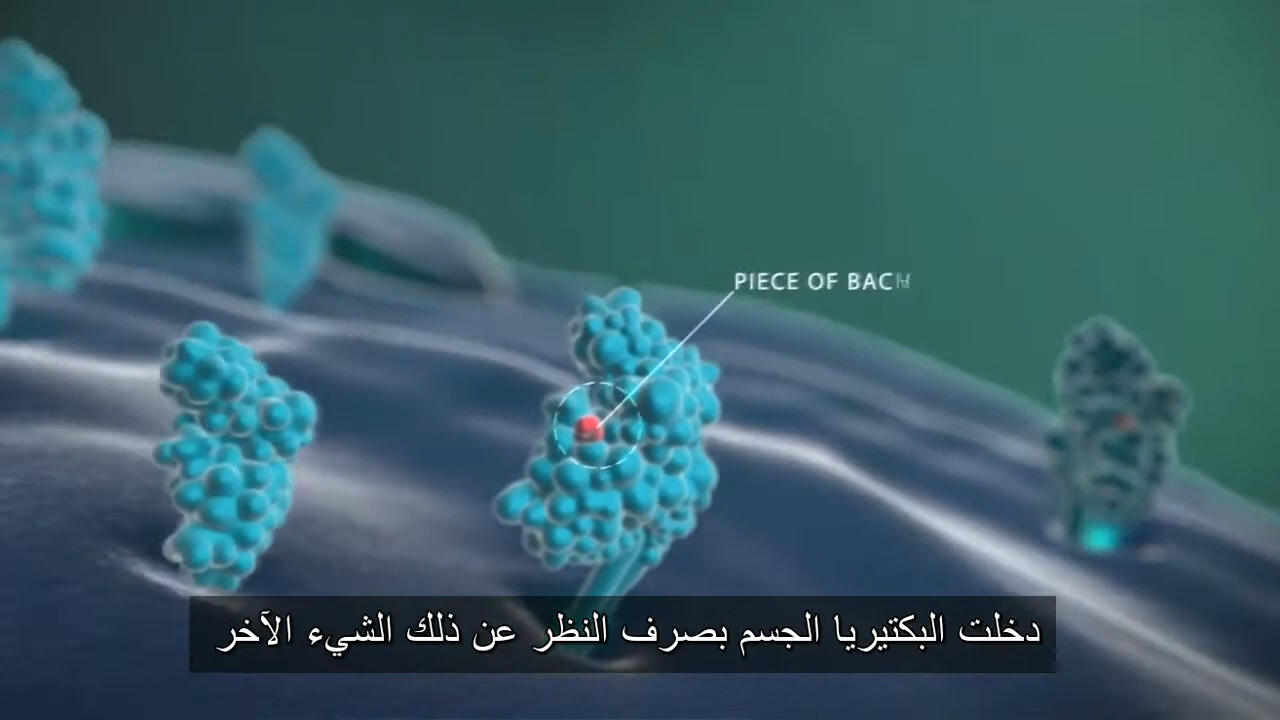 PIECE OF BAC
دخلت البكتيريا الجسم بصرف النظر عن ذلك الشيء الآخر